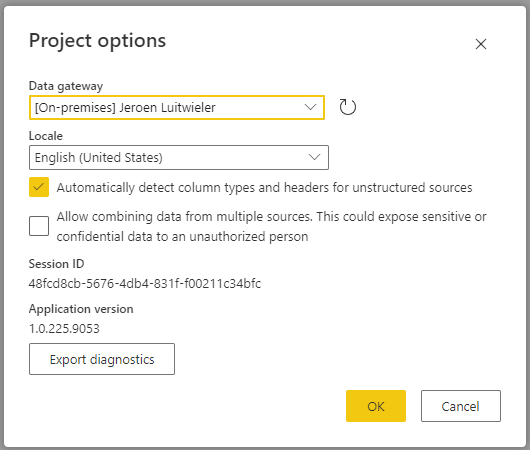 Project options
Data gateway
[On-premises] Jeroen Luitwieler
Locale
English (United States)
Automatically detect column types and headers for unstructured sources
Allow combining data from multiple sources. This could expose sensitive or
confidential data to an unauthorized person
Session ID
48fcd8cb-5676-4db4-831f-f00211c34bfc
Application version
1.0.225.9053
Export diagnostics
OK
Cancel